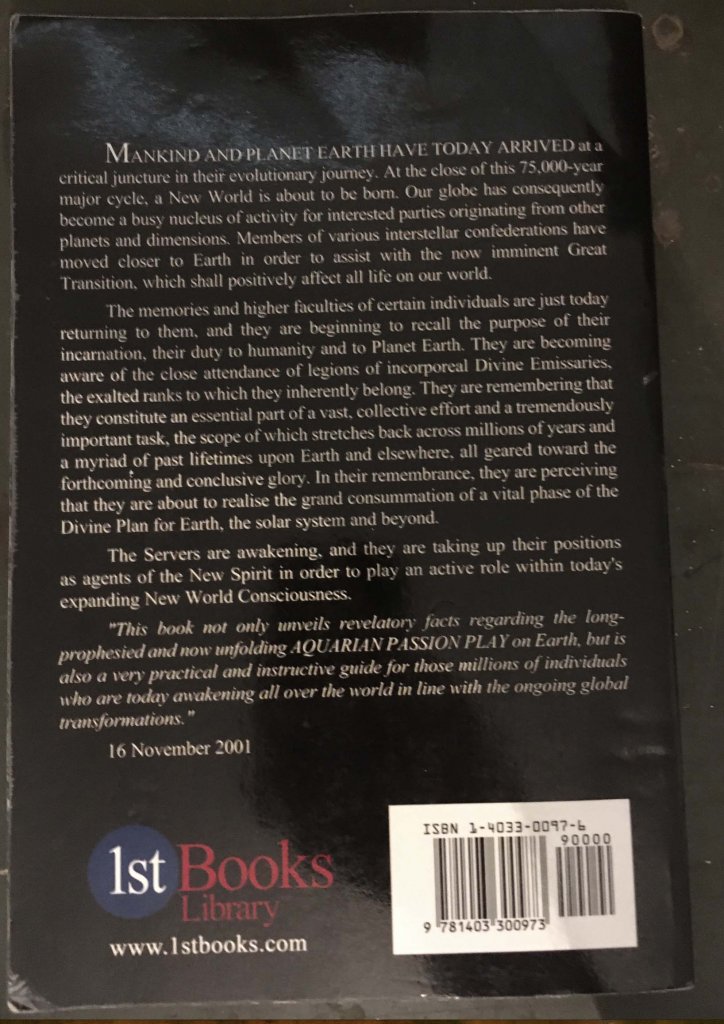 MANKIND AND PLANET EARTH HAVE TODAY ARRIVED at a
critical juncture in their evolutionary journey. At the close of this 75,000-year
major cycle, a New World is about to be born. Our globe has consequently
become a busy nucleus of activity for interested parties originating from other
planets and dimensions. Members of various interstellar confederations have
moved closer to Earth in order to assist with the now imminent Great
Transition, which shall positively affect all life on our world.
The memories and higher faculties of certain individuals are just today
returning to them, and they are beginning to recall the purpose of their
incarnation, their duty to humanity and to Planet Earth. They are becoming
aware of the close attendance of legions of incorporeal Divine Emissaries,
the exalted ranks to which they inherently belong. They are remembering that
they constitute an essential part of a vast, collective effort and a tremendously
important task, the scope of which stretches back across millions of years and
a myriad of past lifetimes upon Earth and elsewhere, all geared toward the
forthcoming and conclusive glory. In their remembrance, they are perceiving
that they are about to realise the grand consummation of a vital phase of the
Divine Plan for Earth, the solar system and beyond.
The Servers are awakening, and they are taking up their positions
as agents of the New Spirit in order to play an active role within today's
expanding New World Consciousness.
"This book not only unveils revelatory facts regarding the long-
prophesied and now unfolding AQUARIAN PASSION PLAY on Earth, but is
also a very practical and instructive guide for those millions of individuals
who are today awakening all over the world in line with the ongoing global
transformations."
16 November 2001
ISBN 1-4033-0097-6
90000
9 781403 300973
1st Books
Library
www.1stbooks.com